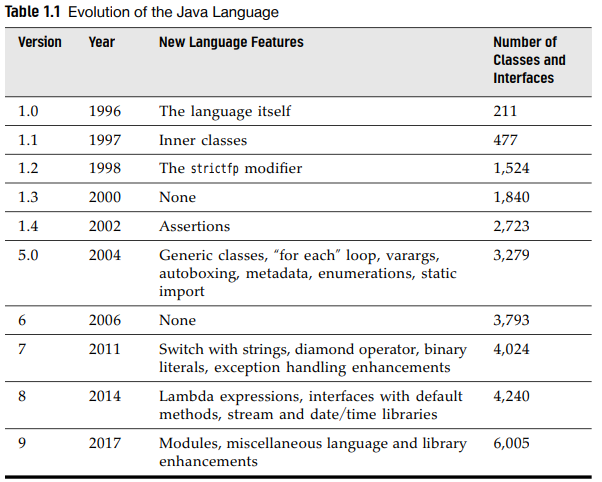 Table 1.1 Evolution of the Java Language
Version Year New Language Features Number of
Classes and
Interfaces
1.0 1996 The language itself 211
1.1 1997 Inner classes 477
1.2 1998 The strictfp modifier 1,524
1.3 2000 None 1,840
1.4 2002 Assertions 2,723
5.0 2004 Generic classes, “for each” loop, varargs, 3,279
autoboxing, metadata, enumerations, static
import
6 2006 None 3,793
7 2011 Switch with strings, diamond operator, binary 4,024
literals, exception handling enhancements
8 2014 Lambda expressions, interfaces with default 4,240
methods, stream and date/time libraries
9 2017 Modules, miscellaneous language and library 6,005
enhancements